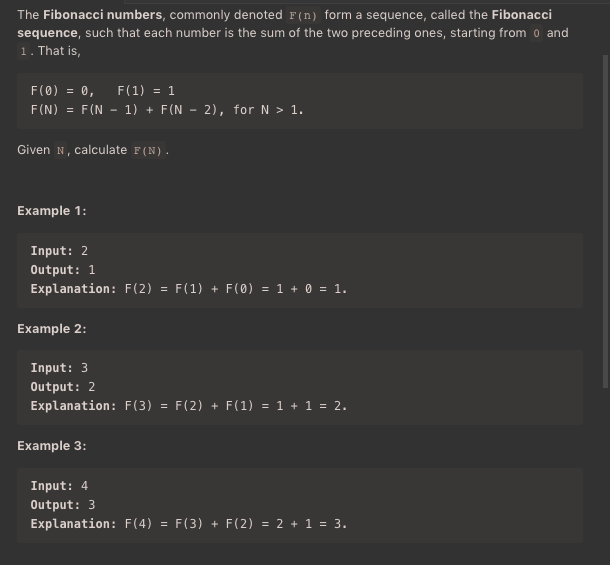 The Fibonacci numbers, commonly denoted F(n) form a sequence, called the Fibonacci
sequence, such that each number is the sum of the two preceding ones, starting from 0 and
1. That is,
F(0) = 0,   F(1) = 1
F(N) = F(N - 1) + F(N - 2), for N > 1.
Given N, calculate F(N).
Example 1:
Input: 2
Output: 1
Explanation: F(2) = F(1) + F(0) = 1 + 0 = 1.
Example 2:
Input: 3
Output: 2
Explanation: F(3) = F(2) + F(1) = 1 + 1 = 2.
Example 3:
Input: 4
Output: 3
Explanation: F(4) = F(3) + F(2) = 2 + 1 = 3.